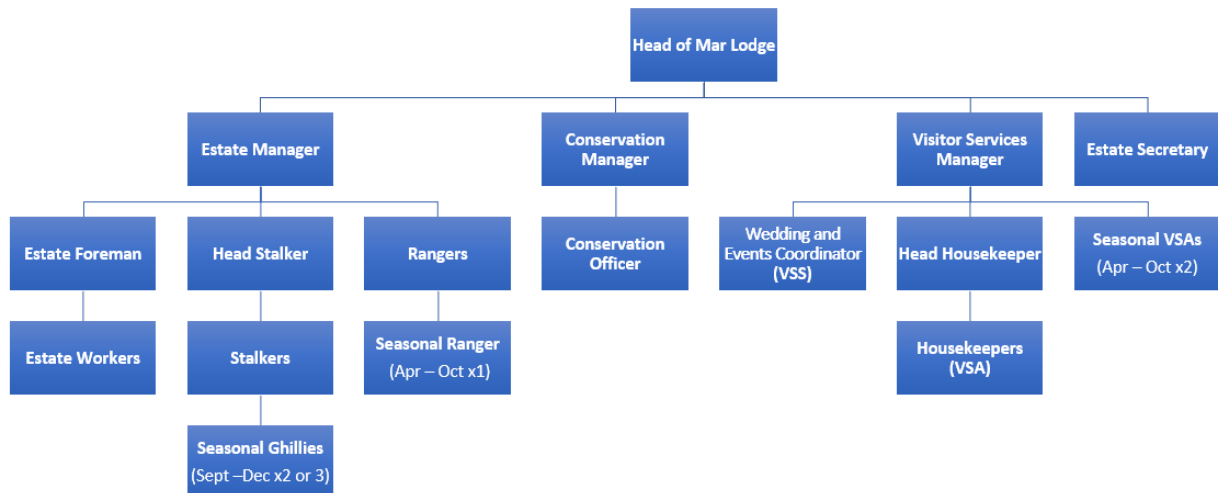 Head of Mar Lodge
Estate Manager
Conservation
Manager
Visitor Services
Manager
Estate Secretary
Estate Foreman
Head Stalker
Rangers
Conservation
Officer
Wedding and
Events Coordinator
(VSS)
Head Housekeeper
Seasonal VSAs
(Apr – Oct x2)
Estate Workers
Stalkers
Seasonal Ranger
(Apr – Oct x1)
Housekeepers
(VSA)
Seasonal Ghillies
(Sept –Dec x2 or 3)